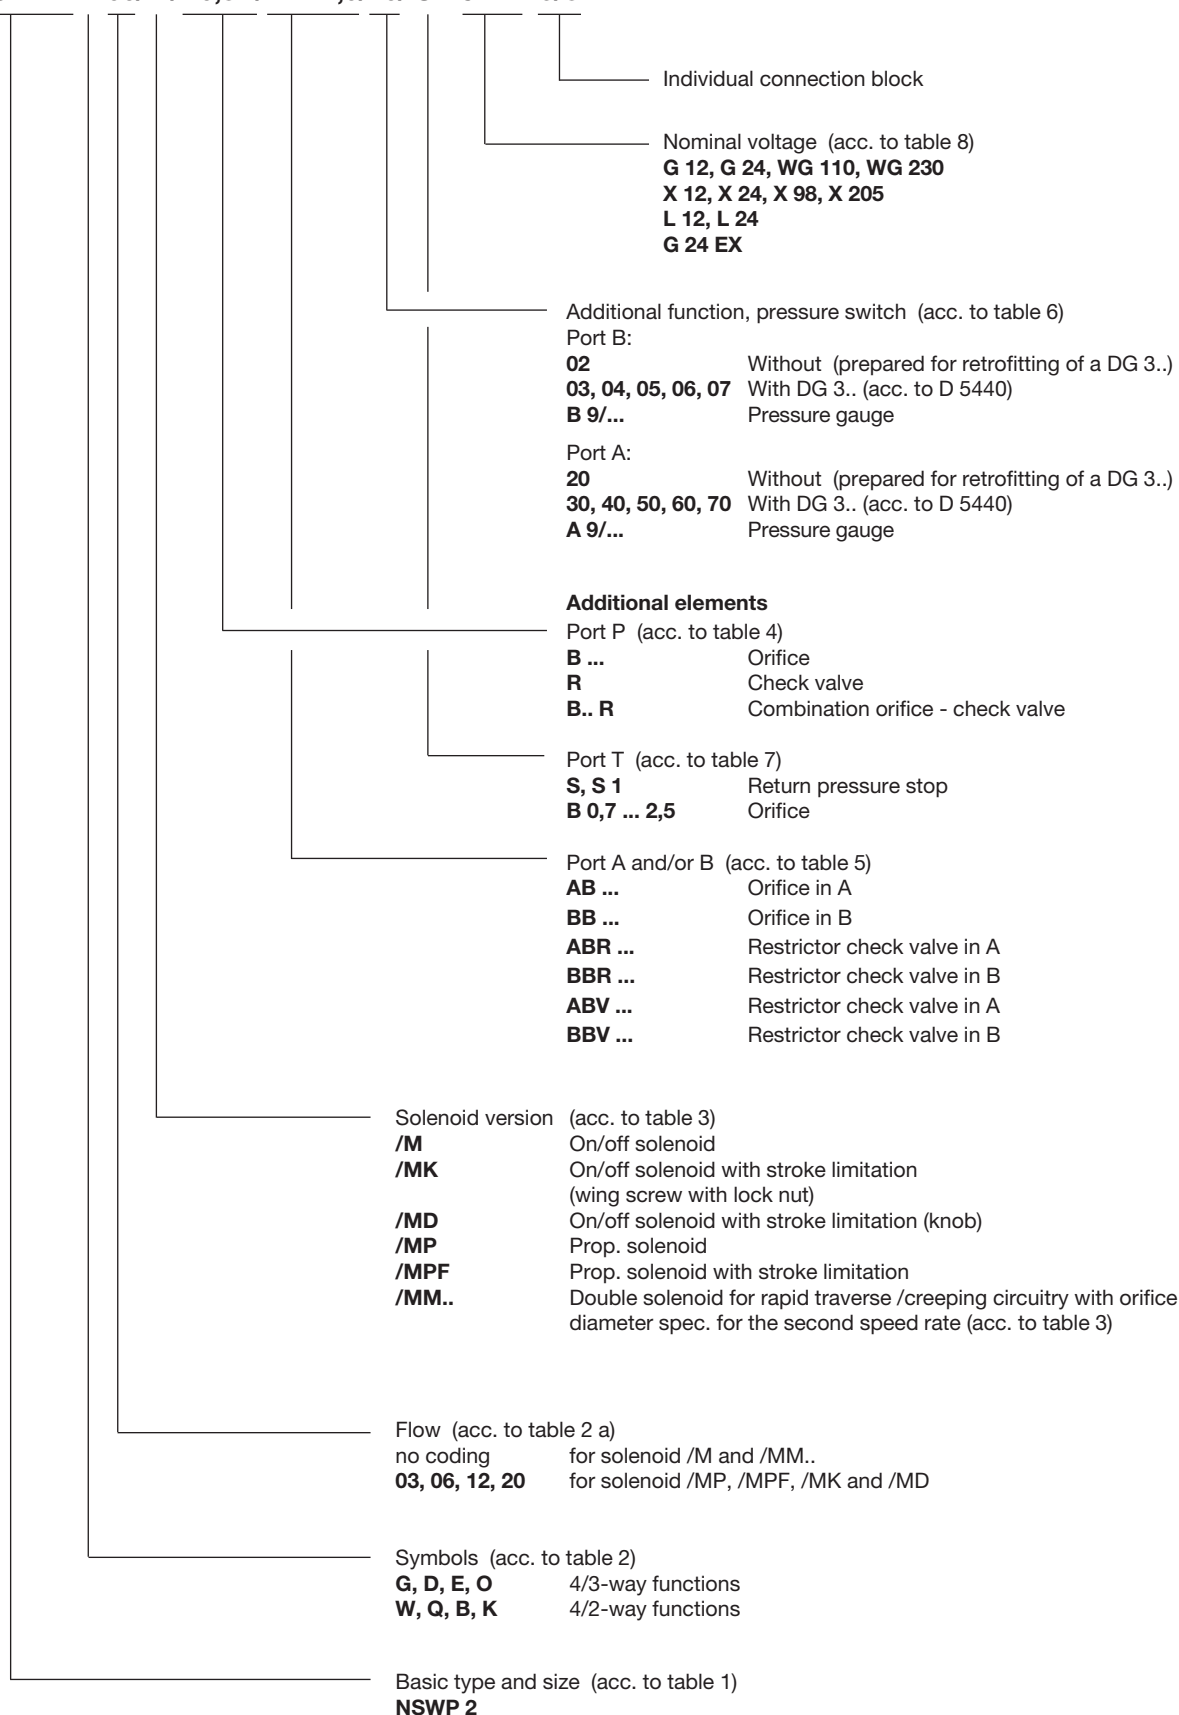 Individual connection block
Nominal voltage (acc. to table 8)
G 12, G 24, WG 110, WG 230
X 12, X 24, X 98, X 205
L 12, L 24
G 24 EX
Additional function, pressure switch (acc. to table 6)
Port B:
02 Without (prepared for retrofitting of a DG 3..)
03, 04, 05, 06, 07 With DG 3.. (acc. to D 5440)
B 9/... Pressure gauge
Port A:
20 Without (prepared for retrofitting of a DG 3..)
30, 40, 50, 60, 70 With DG 3.. (acc. to D 5440)
A 9/... Pressure gauge
Additional elements
Port P (acc. to table 4)
B ... Orifice
R Check valve
B.. R Combination orifice - check valve
Port T (acc. to table 7)
S, S 1 Return pressure stop
B 0,7 ... 2,5 Orifice
Port A and/or B (acc. to table 5)
AB ... Orifice in A
BB ... Orifice in B
ABR ... Restrictor check valve in A
BBR ... Restrictor check valve in B
ABV ... Restrictor check valve in A
BBV ... Restrictor check valve in B
Solenoid version (acc. to table 3)
/M On/off solenoid
/MK On/off solenoid with stroke limitation
(wing screw with lock nut)
/MD On/off solenoid with stroke limitation (knob)
/MP Prop. solenoid
/MPF Prop. solenoid with stroke limitation
/MM.. Double solenoid for rapid traverse /creeping circuitry with orifice
diameter spec. for the second speed rate (acc. to table 3)
Flow (acc. to table 2 a)
no coding for solenoid /M and /MM..
03, 06, 12, 20 for solenoid /MP, /MPF, /MK and /MD
Symbols (acc. to table 2)
G, D, E, O 4/3-way functions
W, Q, B, K 4/2-way functions
Basic type and size (acc. to table 1)
NSWP 2